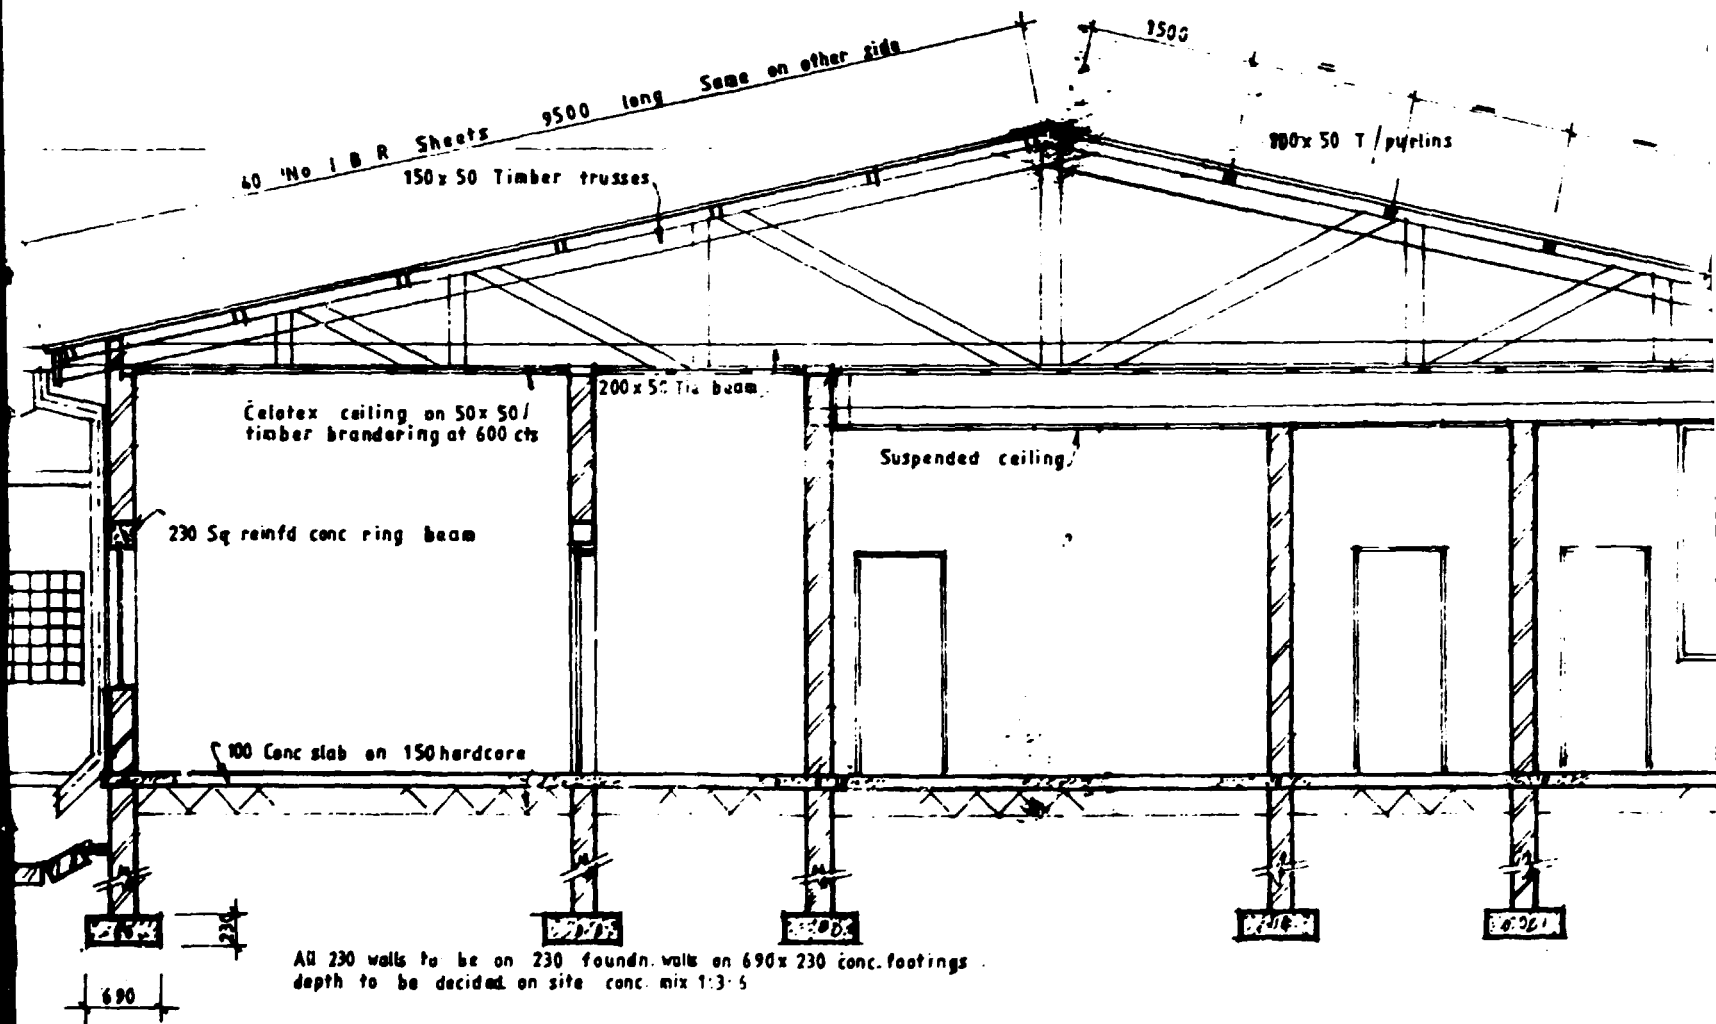 40 No I B R Sheets 9500 long Same on other side
1500
150 x 50 Timber trusses
x 50 T / purlins
200 x 50 Tie beam
Celotex ceiling on 50 x 50 /
timber brandering at 600 cts
Suspended ceiling
230 Sq reinfd conc ring beam
100 Conc slab on 150 hardcore
230
All 230 walls to be on 230 foundn. walls on 690 x 230 conc. footings
depth to be decided on site conc. mix 1:3:
690